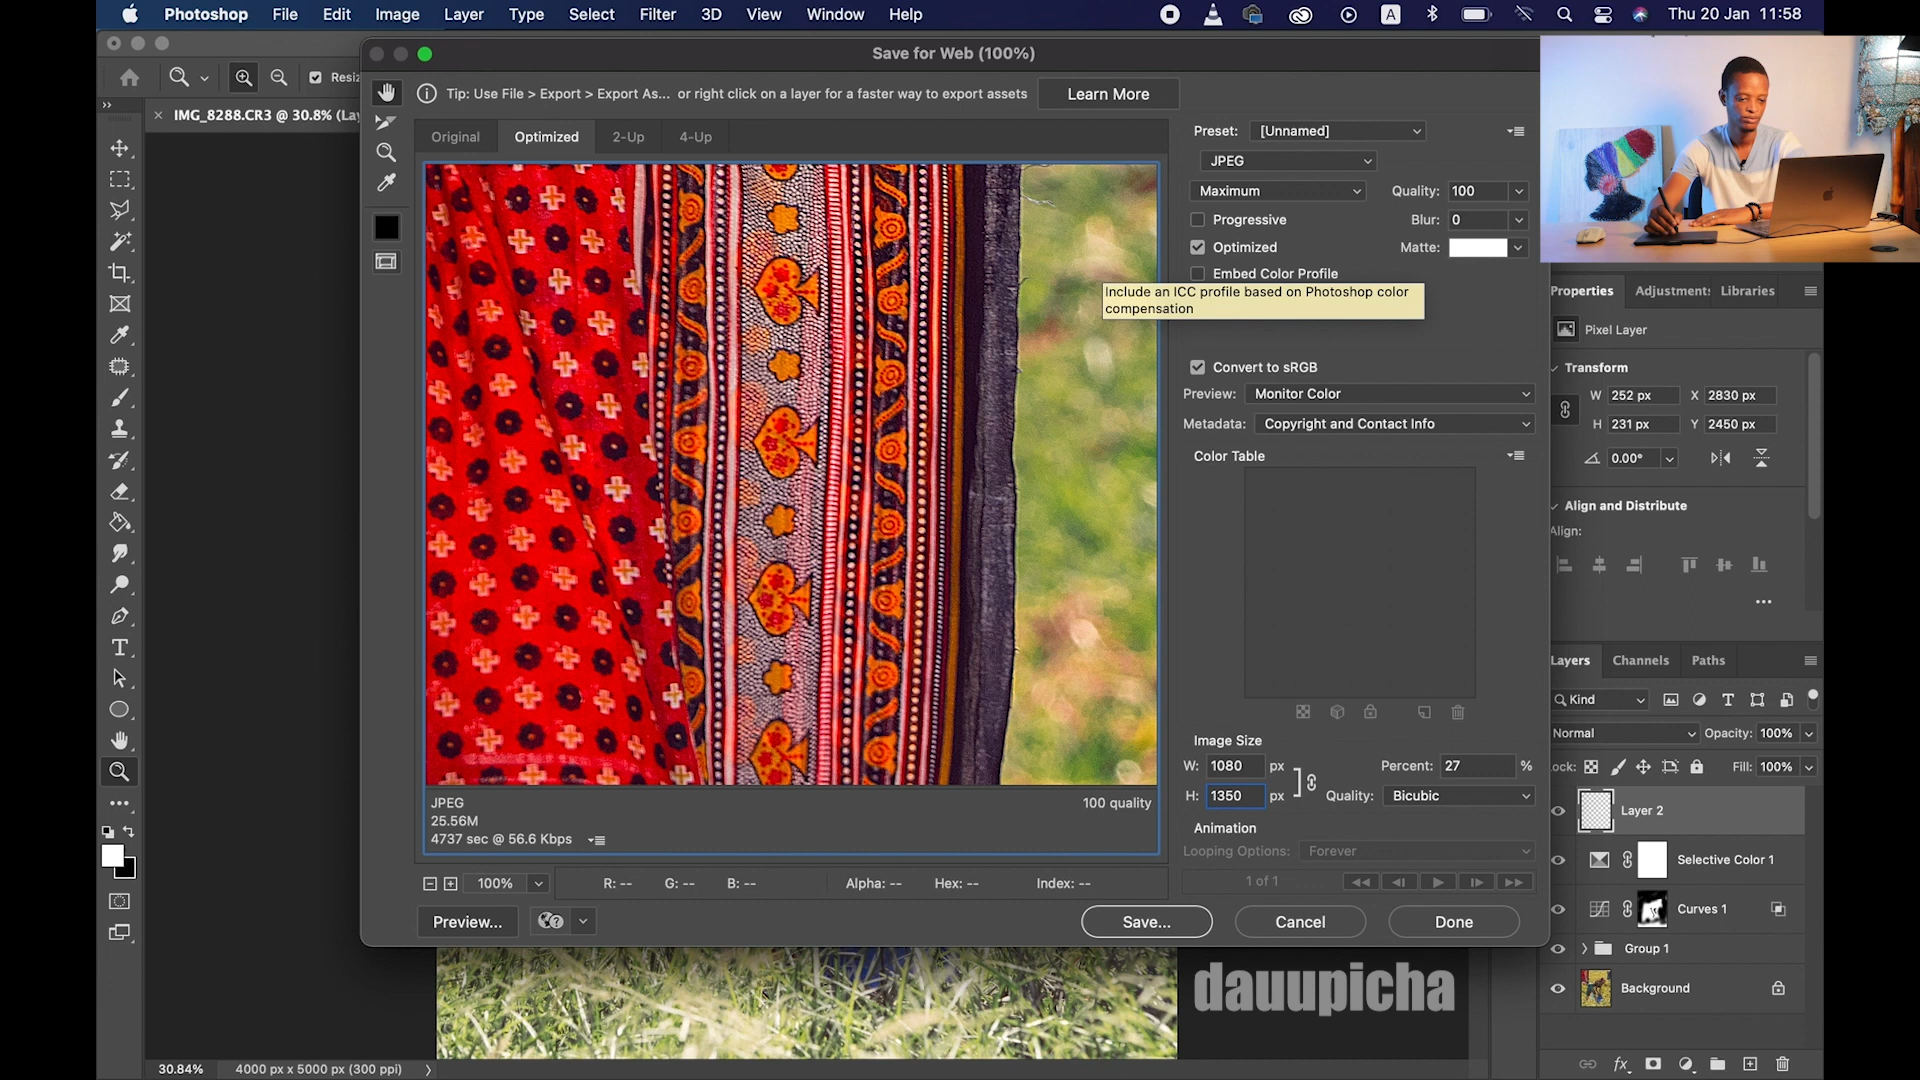 Photoshop File Edit Image Layer Type Select Filter 3D View Window Help
A Thu 20 Jan 11:58
Save for Web (100%)
IMG_8288.CR3 @ 30.8%
Tip: Use File > Export > Export As... or right click on a layer for a faster way to export assets
Learn More
Original Optimized 2-Up 4-Up
Preset: [Unnamed]
JPEG
Maximum Quality: 100
Progressive Blur: 0
Optimized Matte:
Embed Color Profile
Include an ICC profile based on Photoshop color
compensation
Convert to sRGB
Preview: Monitor Color
Metadata: Copyright and Contact Info
Color Table
Image Size
W: 1080 px Percent: 27 %
H: 1350 px Quality: Bicubic
Animation
Looping Options: Forever
1 of 1
JPEG 100 quality
25.56M
4737 sec @ 56.6 Kbps
100% R: -- G: -- B: -- Alpha: -- Hex: -- Index: --
Preview... Save... Cancel Done
Properties Libraries
Pixel Layer
Transform
W 252 px X 2830 px
H 231 px Y 2450 px
0.00°
Align and Distribute
Align:
Layers Channels Paths
Kind
Normal Opacity: 100%
Fill: 100%
Layer 2
Selective Color 1
Curves 1
Group 1
Background
dauupicha
30.84% 4000 px x 5000 px (300 ppi)